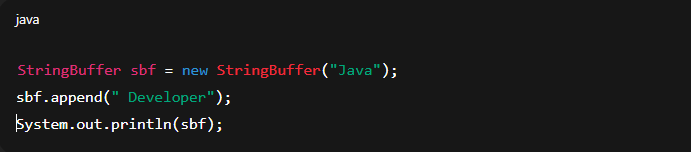 java
StringBuffer sbf = new StringBuffer("Java");
sbf.append(" Developer");
System.out.println(sbf);